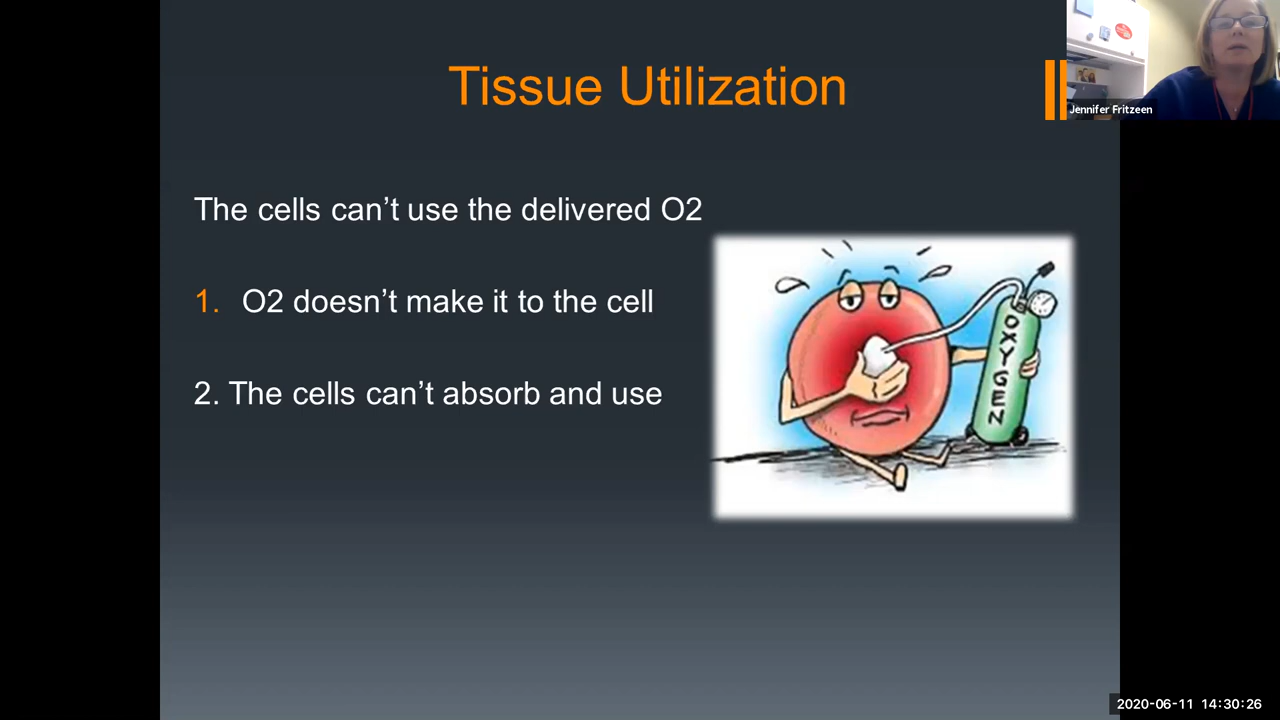 Tissue Utilization
Jennifer Fritzeen
The cells can’t use the delivered O2
1. O2 doesn’t make it to the cell
2. The cells can’t absorb and use
OXYGEN
2020-06-11 14:30:26